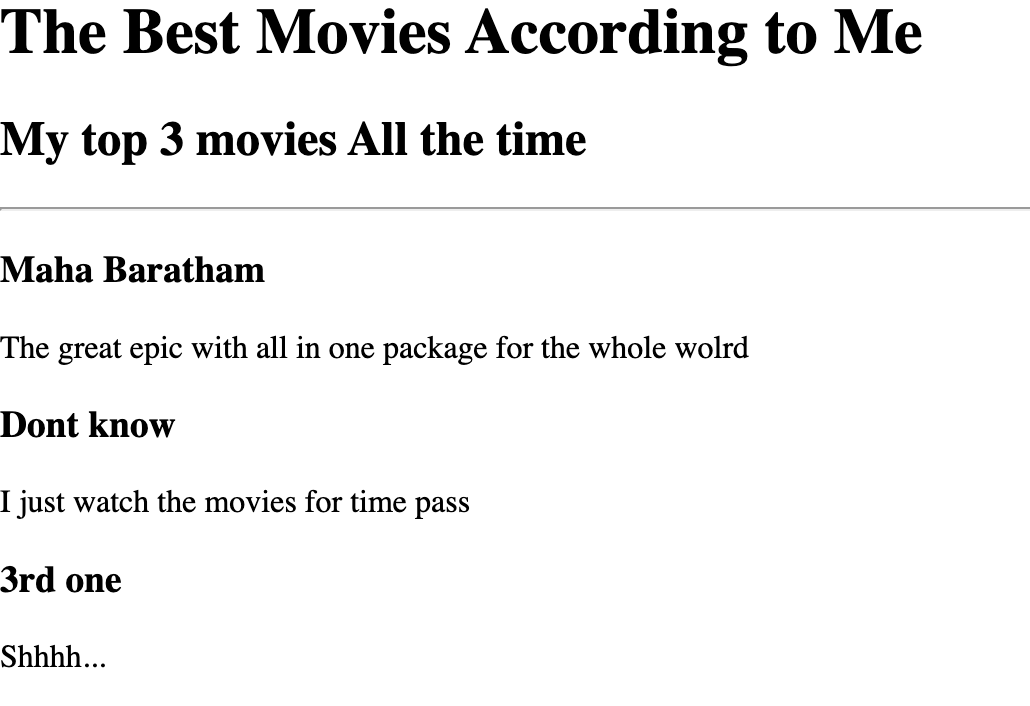 The Best Movies According to Me
My top 3 movies All the time
Maha Baratham
The great epic with all in one package for the whole wolrd
Dont know
I just watch the movies for time pass
3rd one
Shhhh...